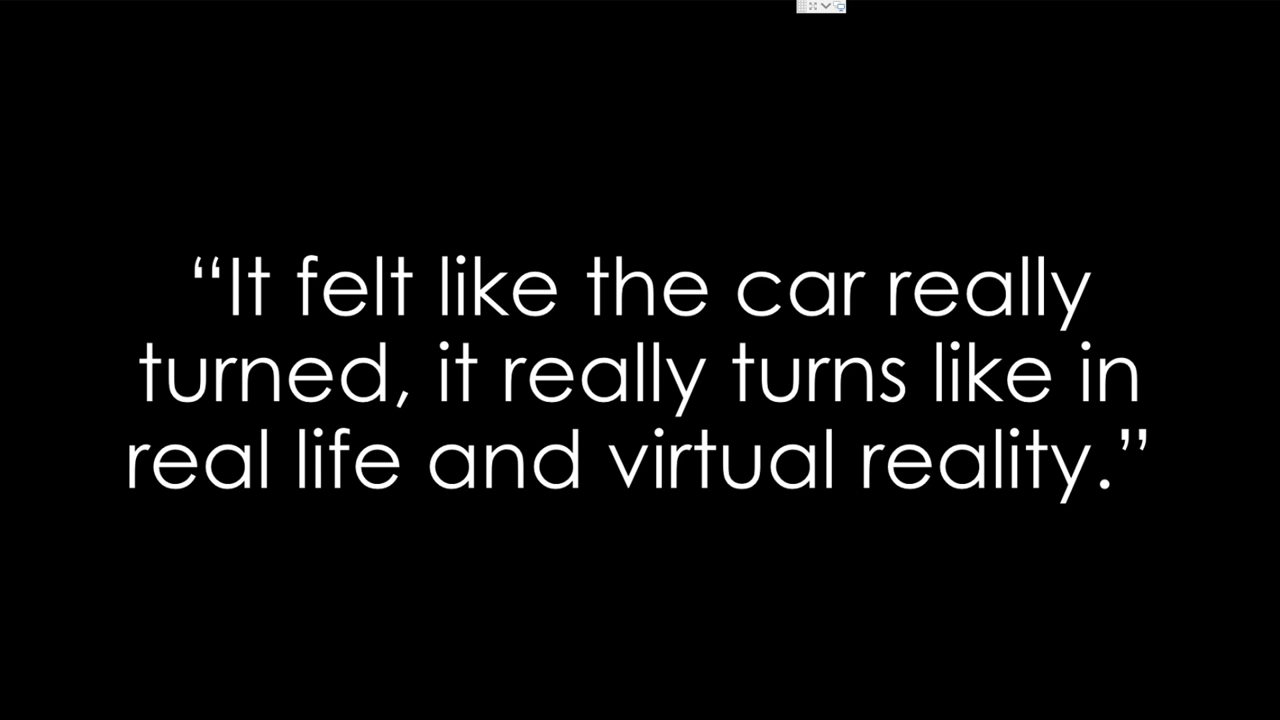 “It felt like the car really
turned, it really turns like in
real life and virtual reality.”